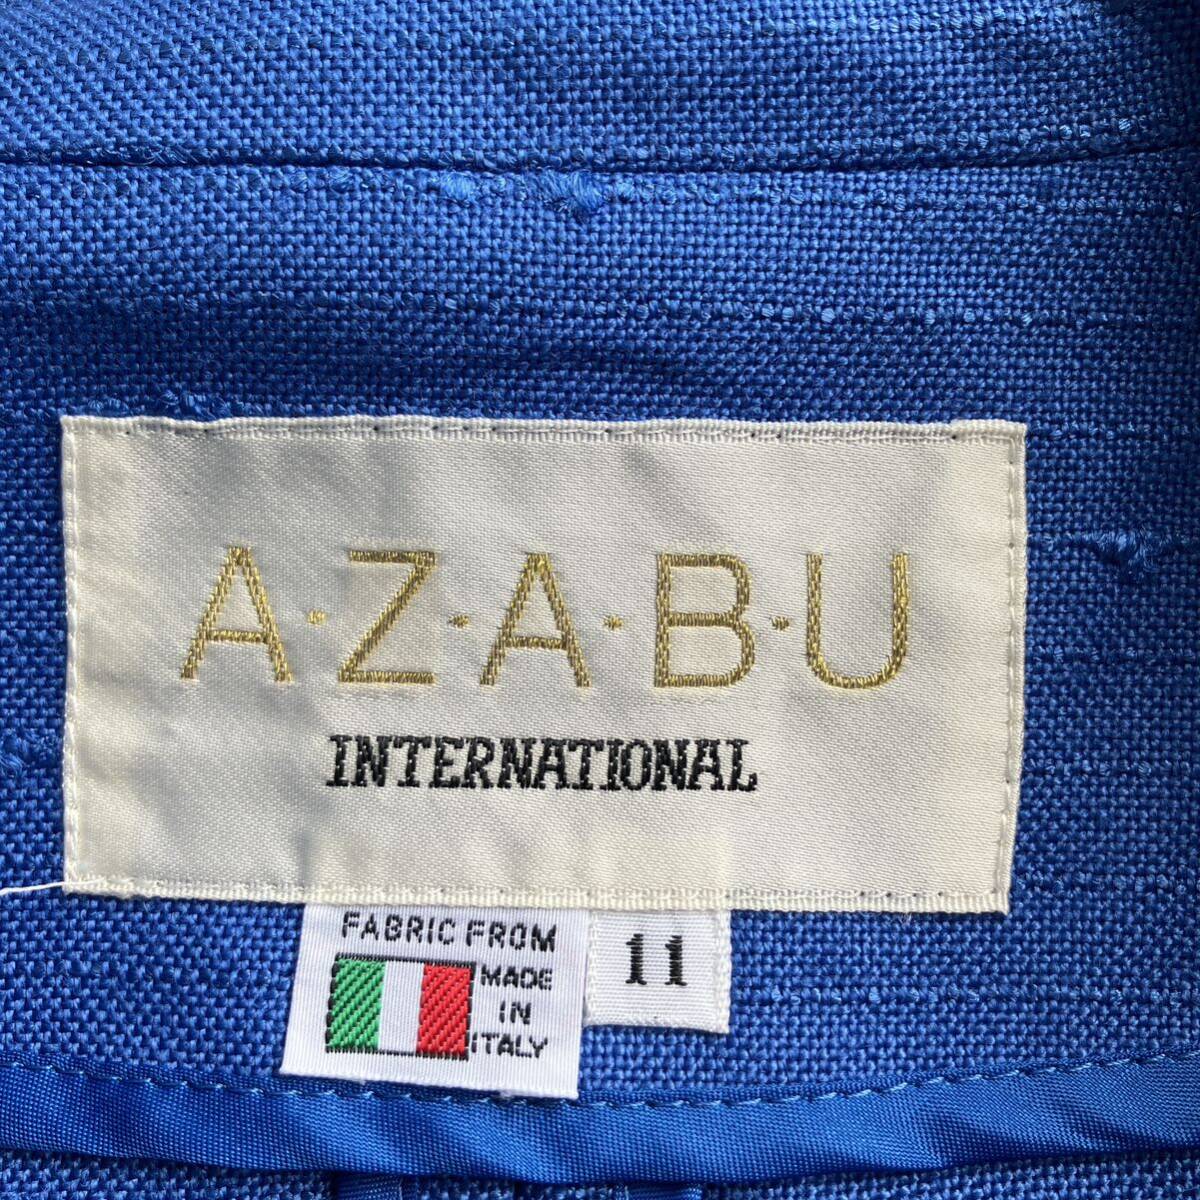 A·Z·A·B·U
INTERNATIONAL
FABRIC FROM
MADE
IN
ITALY
11